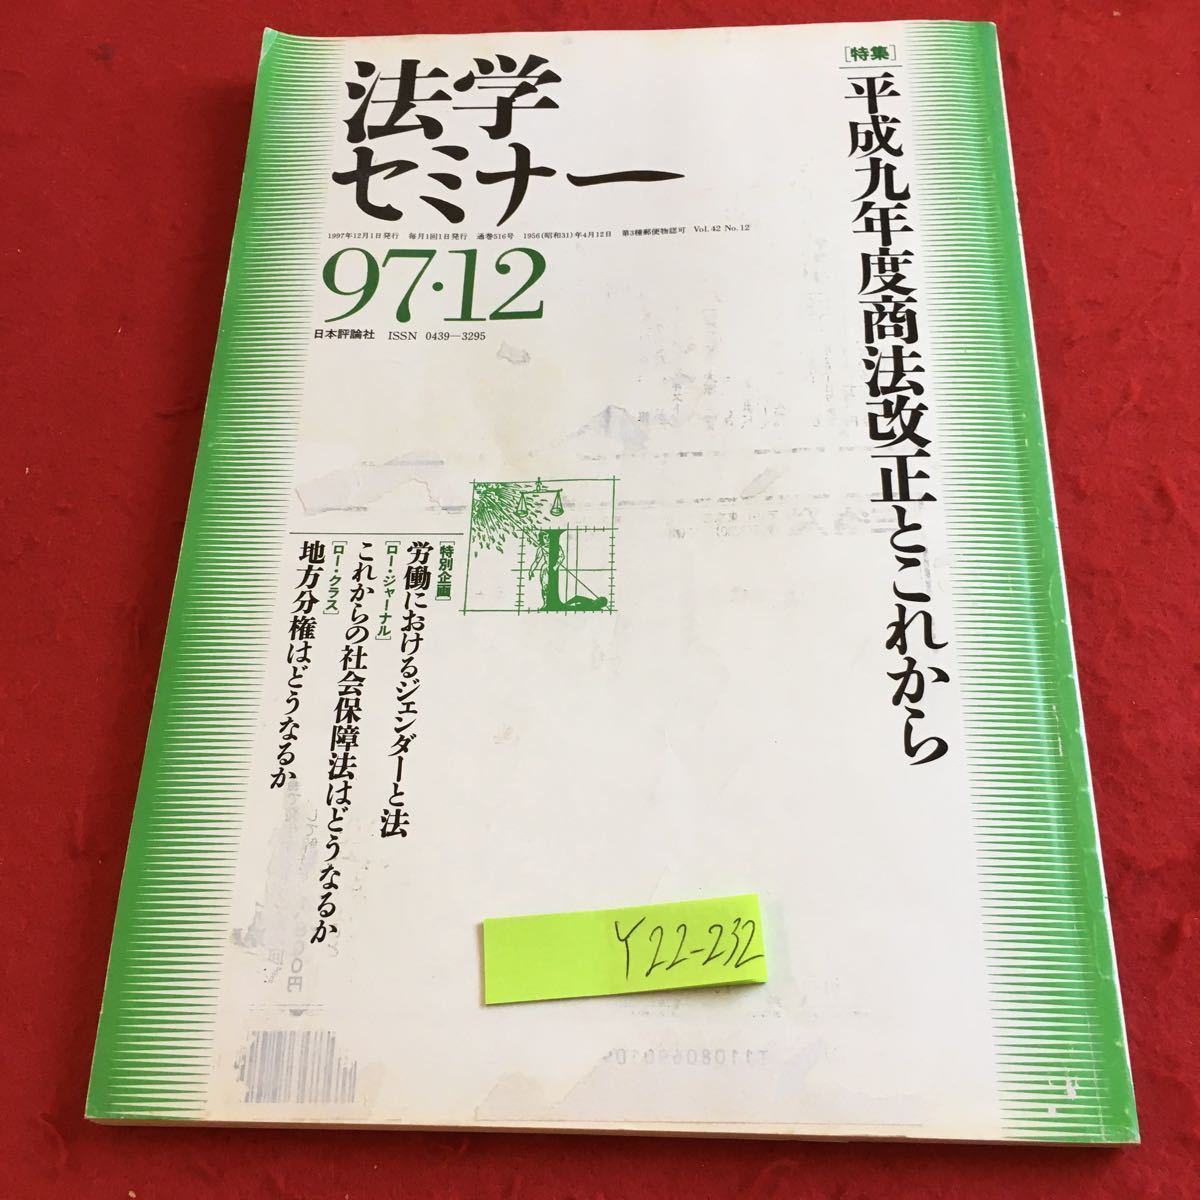 法学
セミナー
1997年12月1日発行 毎月1回1日発行 通巻516号 1956(昭和31)年4月12日 第3種郵便物認可 Vol. 42 No. 12
97・12
日本評論社 ISSN 0439―3295
[特集]
平成九年度商法改正とこれから
[特別企画]
労働におけるジェンダーと法
[ロー・ジャーナル]
これからの社会保障法はどうなるか
[ロー・クラス]
地方分権はどうなるか
Y22-232